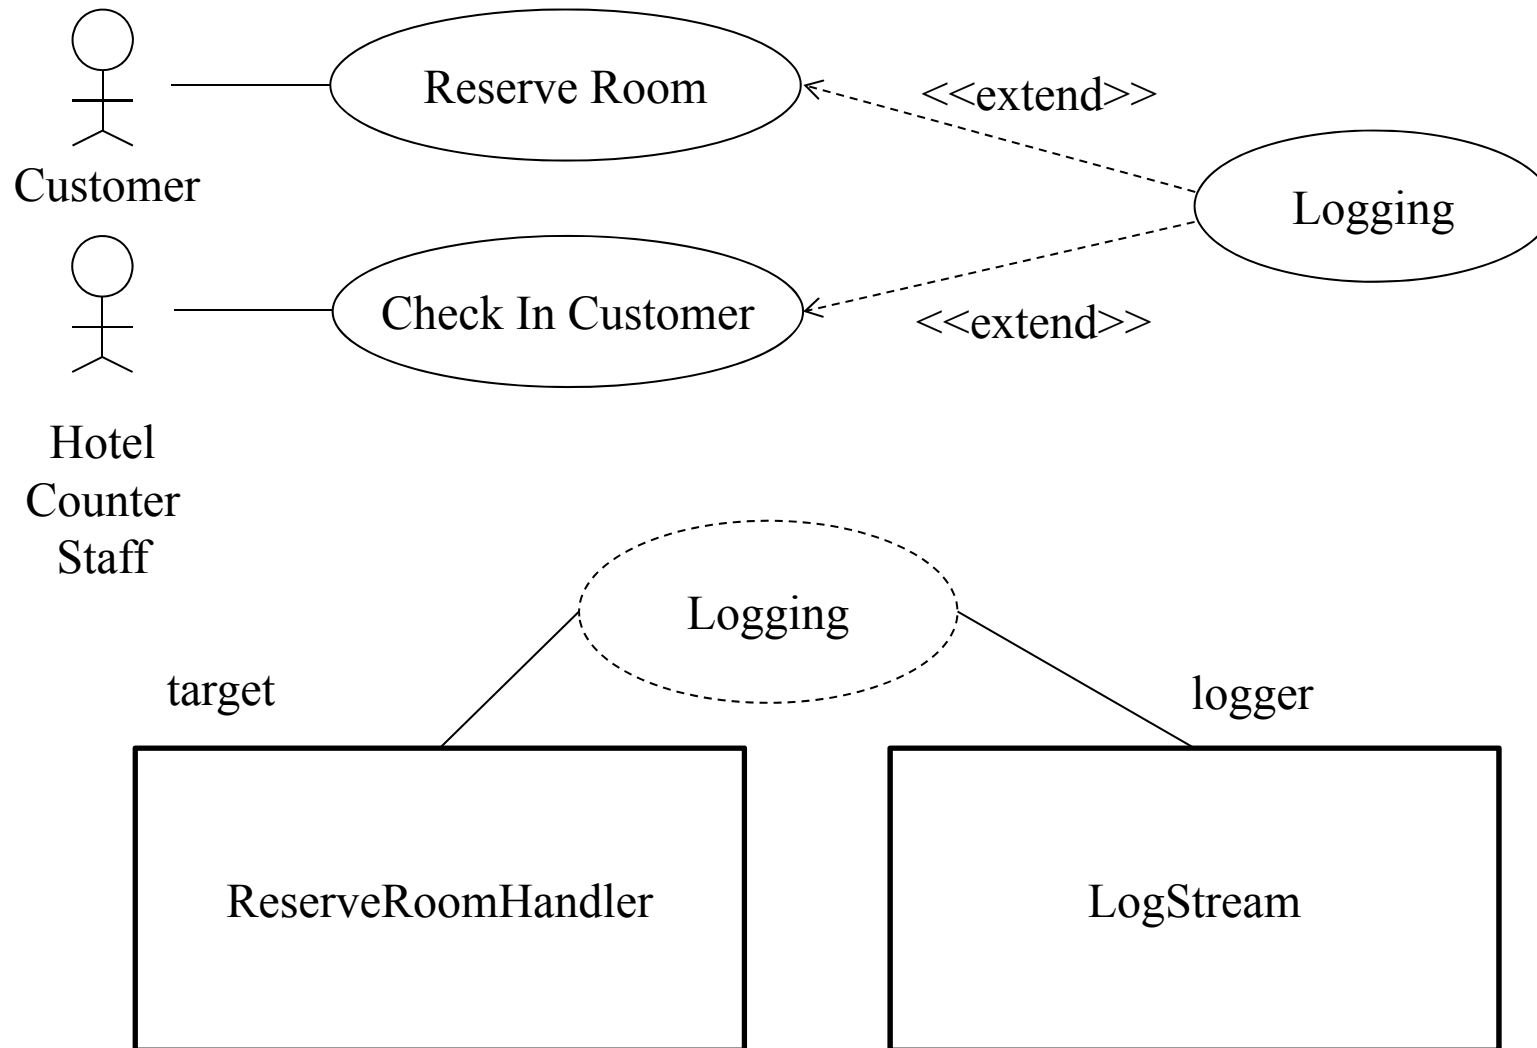 Reserve Room
<<extend>>
Customer
Logging
Check In Customer
<<extend>>
Hotel
Counter
Staff
Logging
target
logger
ReserveRoomHandler
LogStream